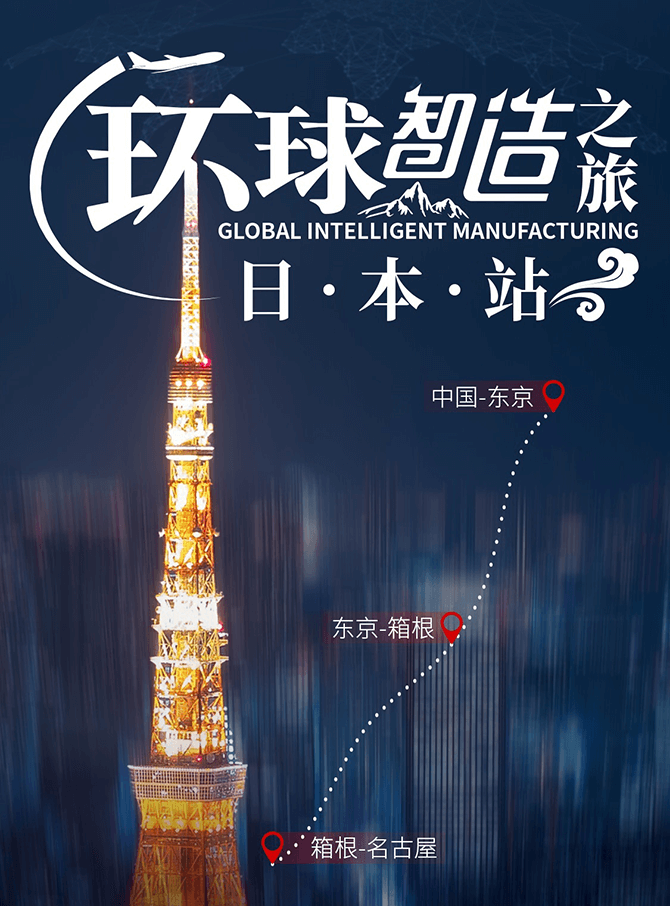 环球智造之旅
GLOBAL INTELLIGENT MANUFACTURING
日·本·站
中国-东京
东京-箱根
箱根-名古屋